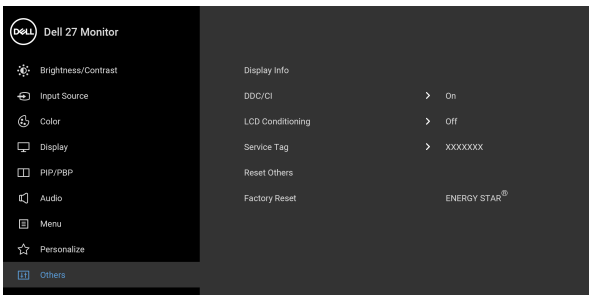 DELL Dell 27 Monitor
Brightness/Contrast Display Info
Input Source DDC/CI On
Color LCD Conditioning Off
Display Service Tag XXXXXXX
PIP/PBP Reset Others
Audio Factory Reset ENERGY STAR®
Menu
Personalize
Others